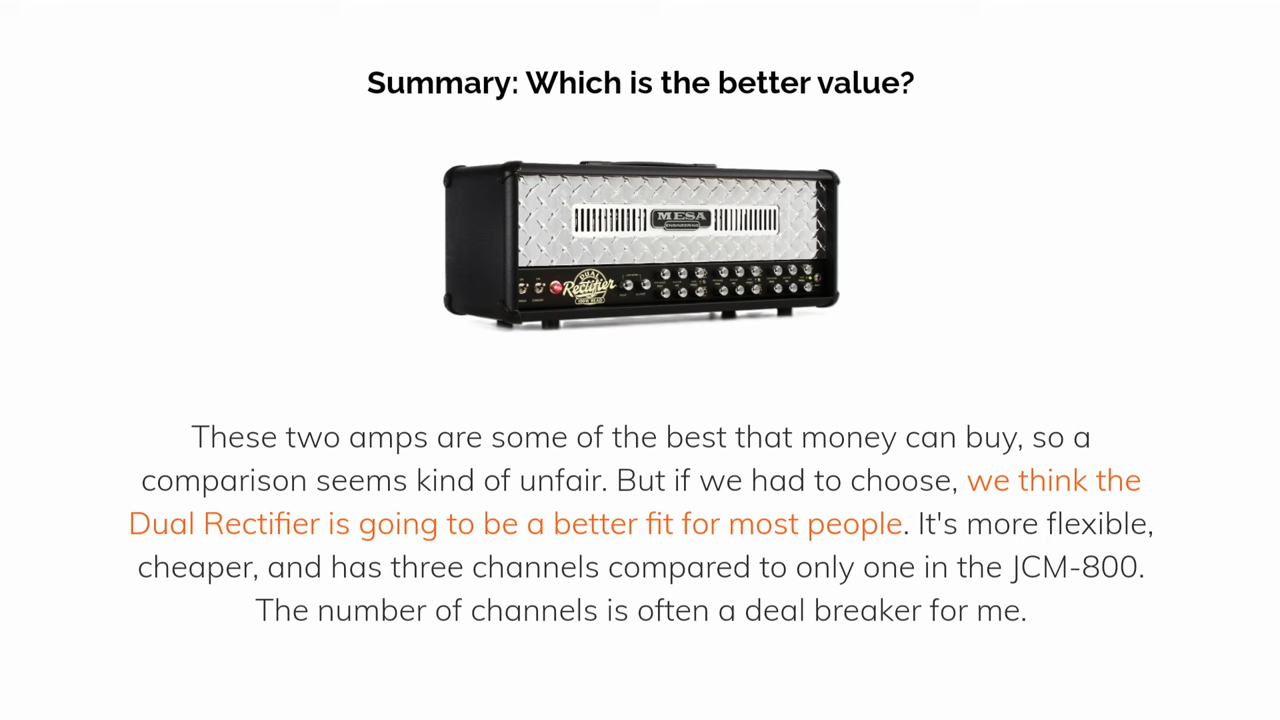 Summary: Which is the better value?
MESA
ENGINEERING
DUAL
Rectifier
These two amps are some of the best that money can buy, so a
comparison seems kind of unfair. But if we had to choose, we think the
Dual Rectifier is going to be a better fit for most people. It's more flexible,
cheaper, and has three channels compared to only one in the JCM-800.
The number of channels is often a deal breaker for me.